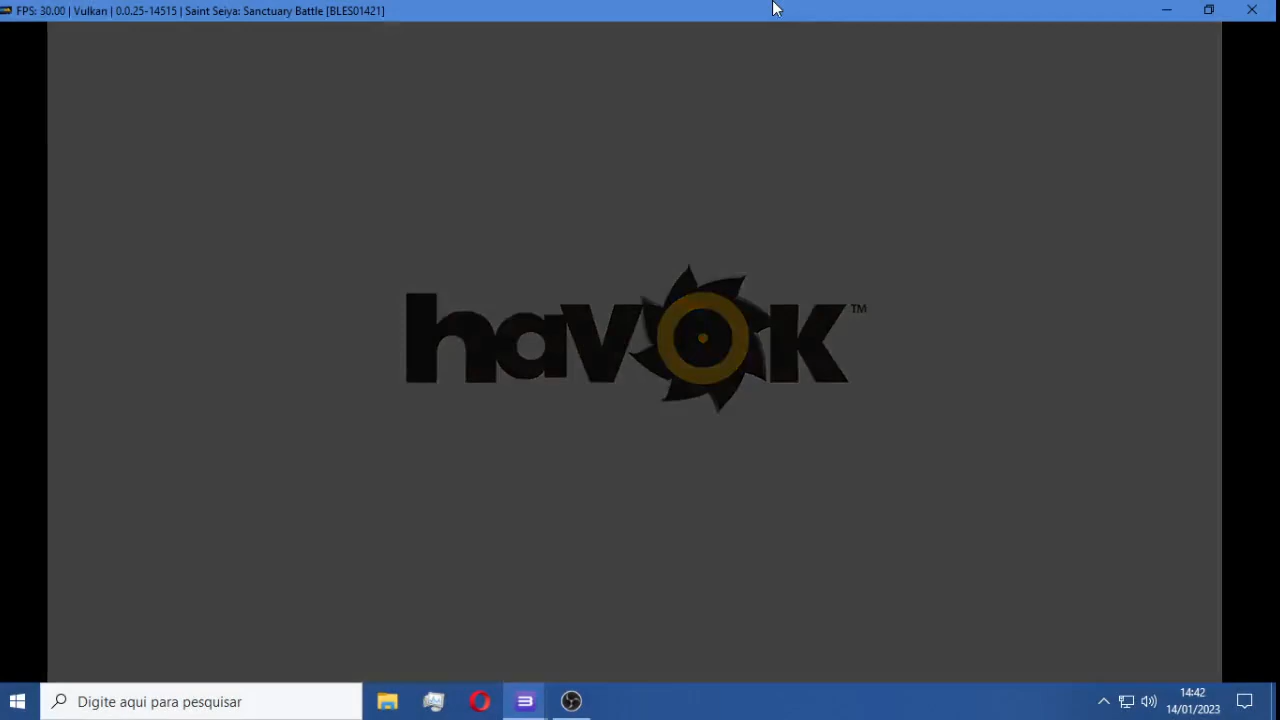 FPS: 30.00 | Vulkan | 0.0.25-14515 | Saint Seiya: Sanctuary Battle [BLES01421]
havok™
Digite aqui para pesquisar
14:42
14/01/2023